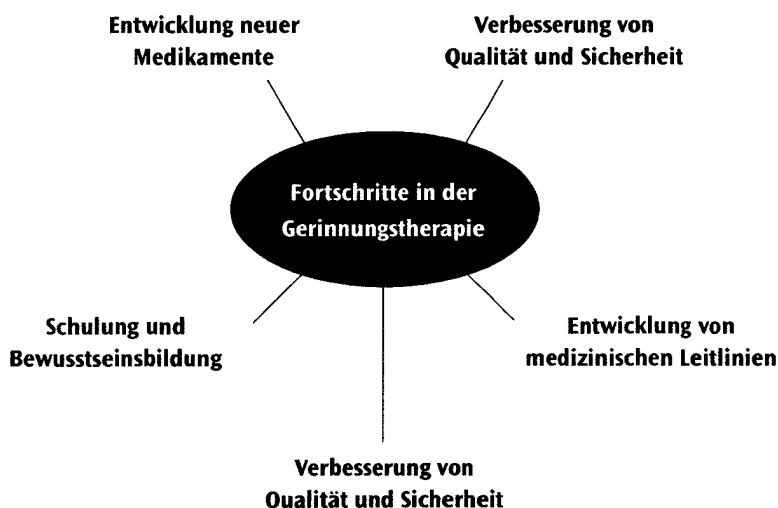 Entwicklung neuer
Medikamente
Verbesserung von
Qualität und Sicherheit
Fortschritte in der
Gerinnungstherapie
Schulung und
Bewusstseinsbildung
Entwicklung von
medizinischen Leitlinien
Verbesserung von
Qualität und Sicherheit